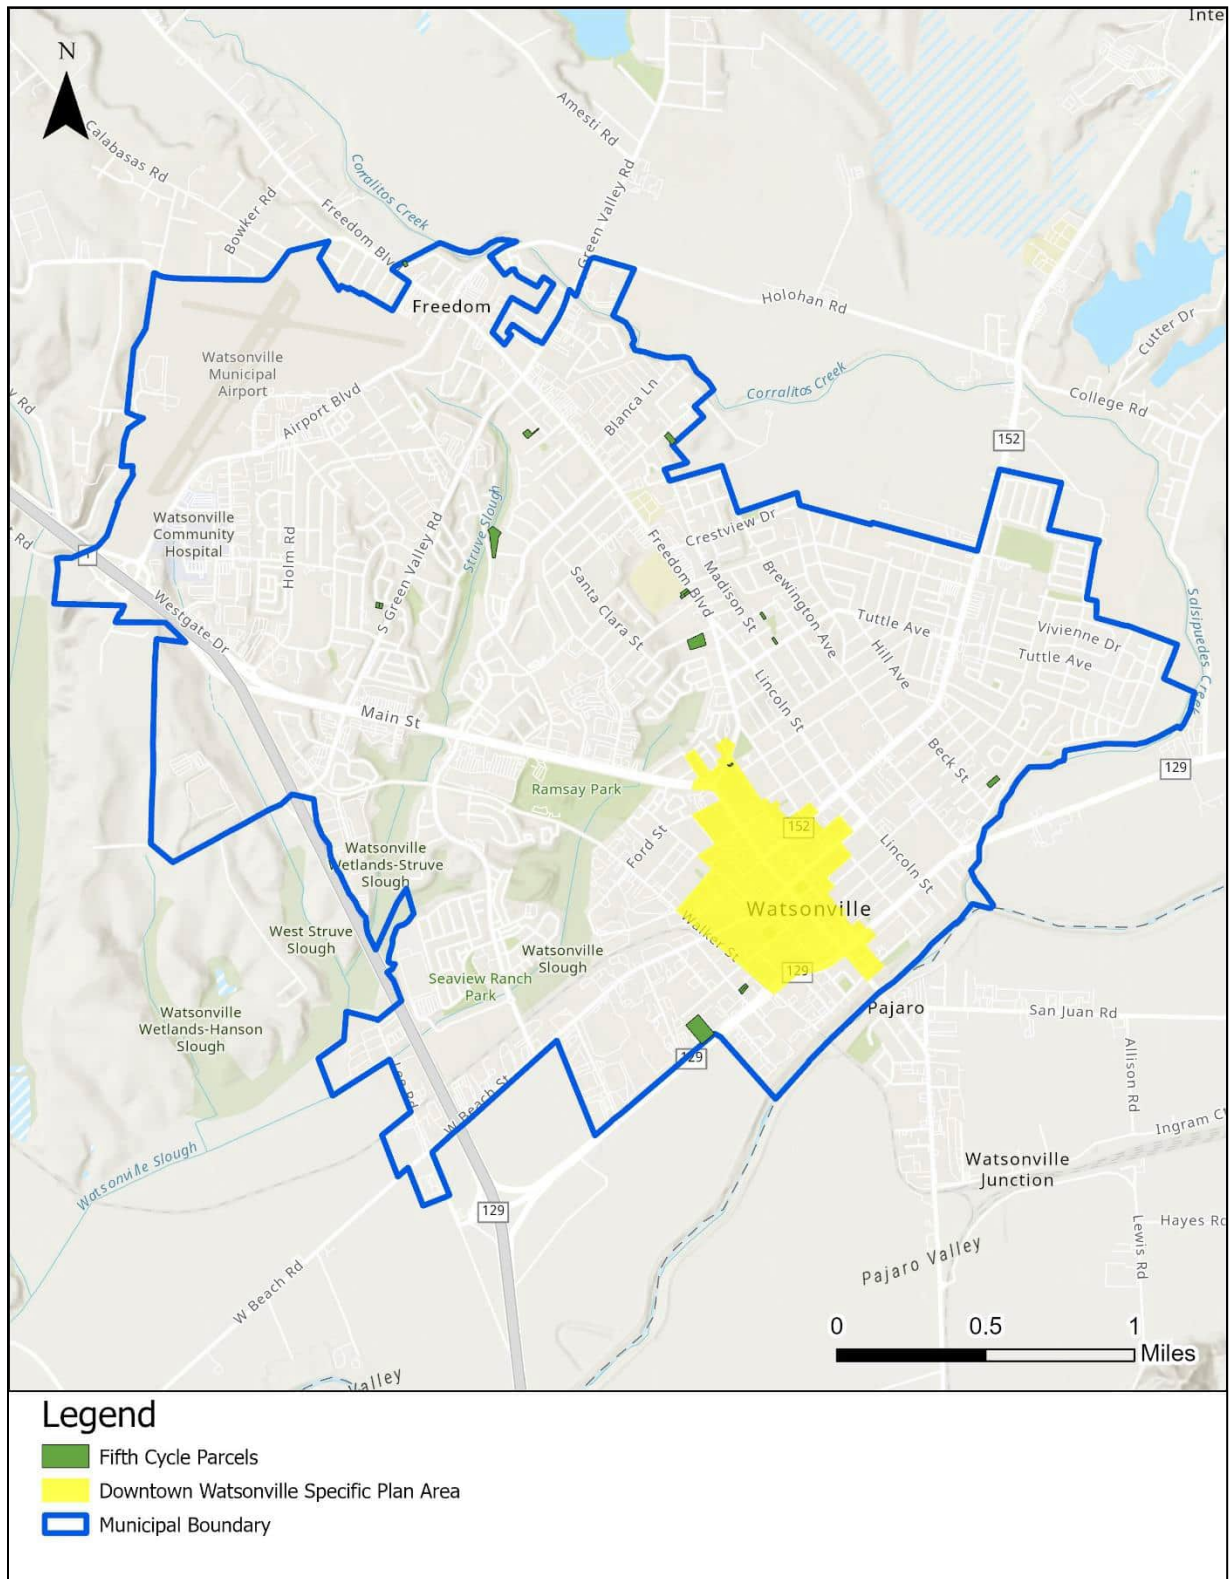 Inte
N
Amesti Rd
Calabasas Rd
Corralitos Creek
Green Valley Rd
Bowker Rd
Freedom Blvd
Freedom
Holohan Rd
Cutter Dr
Watsonville
Municipal
Airport
Airport Blvd
Blanca Ln
Corralitos Creek
College Rd
y Rd
152
Watsonville
Community
Hospital
Holm Rd
S Green Valley Rd
Struve Slough
Crestview Dr
Freedom Blvd
Madison St
Brewington Ave
r Rd
1
Westgate Dr
Santa Clara St
Tuttle Ave
Hill Ave
Vivienne Dr
Tuttle Ave
Salsipuedes Creek
Lincoln St
Main St
Beck St
129
Ramsay Park
152
Ford St
Lincoln St
Watsonville
Wetlands-Struve
Slough
Watsonville
West Struve
Slough
Walker St
Watsonville
Slough
Seaview Ranch
Park
129
Watsonville
Wetlands-Hanson
Slough
Pajaro
San Juan Rd
129
Lee Rd
W Beach St
Allison Rd
Ingram C
Watsonville Slough
Watsonville
Junction
129
Hayes Rd
Lewis Rd
Pajaro Valley
W Beach Rd
0 0.5 1
Miles
Valley
Legend
Fifth Cycle Parcels
Downtown Watsonville Specific Plan Area
Municipal Boundary